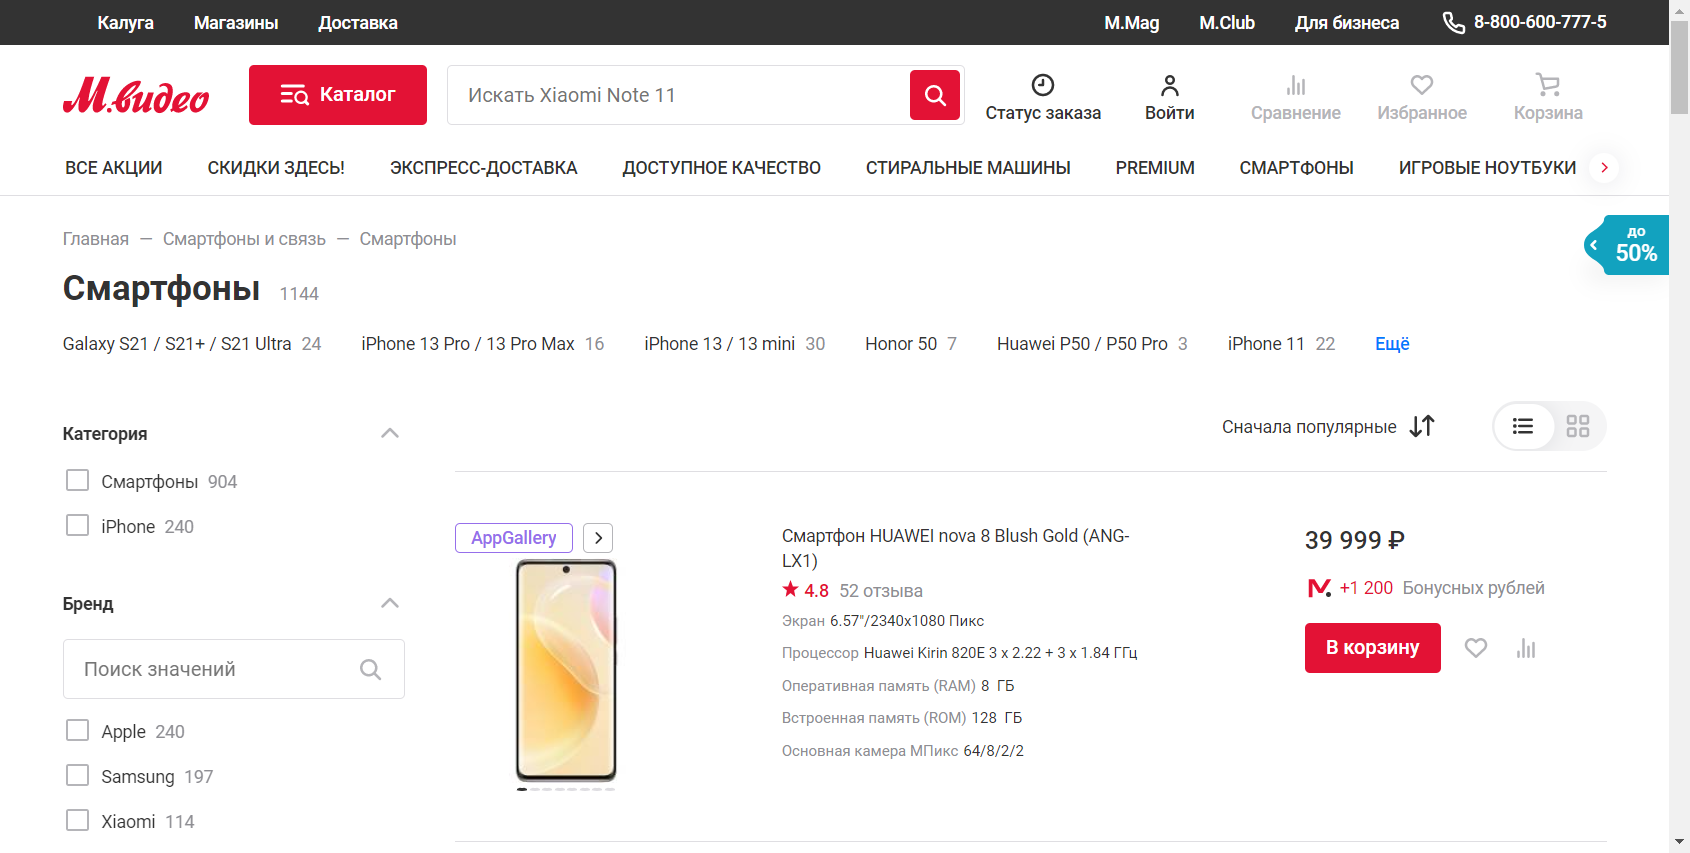 Калуга Магазины Доставка M.Mag M.Club Для бизнеса 8-800-600-777-5
М.видео Каталог Искать Xiaomi Note 11 Статус заказа Войти Сравнение Избранное Корзина
ВСЕ АКЦИИ СКИДКИ ЗДЕСЬ! ЭКСПРЕСС-ДОСТАВКА ДОСТУПНОЕ КАЧЕСТВО СТИРАЛЬНЫЕ МАШИНЫ PREMIUM СМАРТФОНЫ ИГРОВЫЕ НОУТБУКИ
до
50%
Главная — Смартфоны и связь — Смартфоны
Смартфоны 1144
Galaxy S21 / S21+ / S21 Ultra 24 iPhone 13 Pro / 13 Pro Max 16 iPhone 13 / 13 mini 30 Honor 50 7 Huawei P50 / P50 Pro 3 iPhone 11 22 Ещё
Категория
Смартфоны 904
iPhone 240
Бренд
Поиск значений
Apple 240
Samsung 197
Xiaomi 114
Сначала популярные
AppGallery
Смартфон HUAWEI nova 8 Blush Gold (ANG-
LX1)
4.8 52 отзыва
Экран 6.57"/2340x1080 Пикс
Процессор Huawei Kirin 820E 3 x 2.22 + 3 x 1.84 ГГц
Оперативная память (RAM) 8 ГБ
Встроенная память (ROM) 128 ГБ
Основная камера МПикс 64/8/2/2
39 999 ₽
+1 200 Бонусных рублей
В корзину